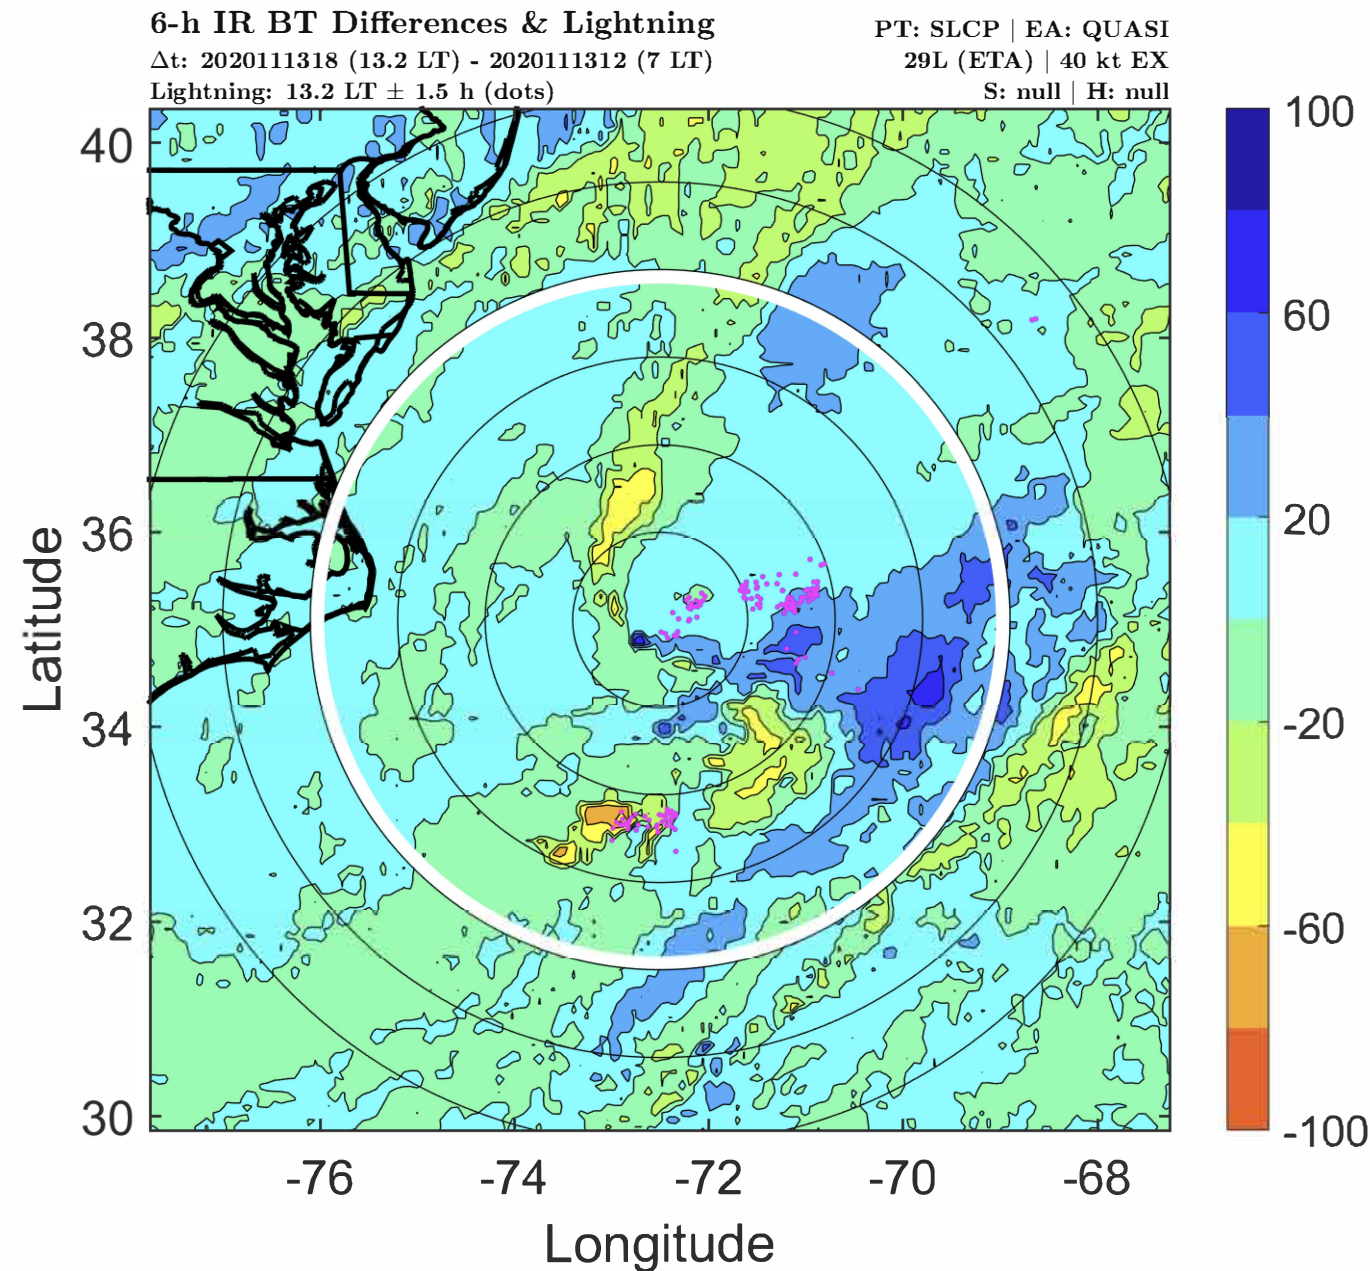 6-h IR BT Differences & Lightning
PT: SLCP | EA: QUASI
Δt: 2020111318 (13.2 LT) - 2020111312 (7 LT)
29L (ETA) | 40 kt EX
Lightning: 13.2 LT ± 1.5 h (dots)
S: null | H: null
100
60
20
-20
-60
-100
40
38
36
34
32
30
Latitude
-76
-74
-72
-70
-68
Longitude